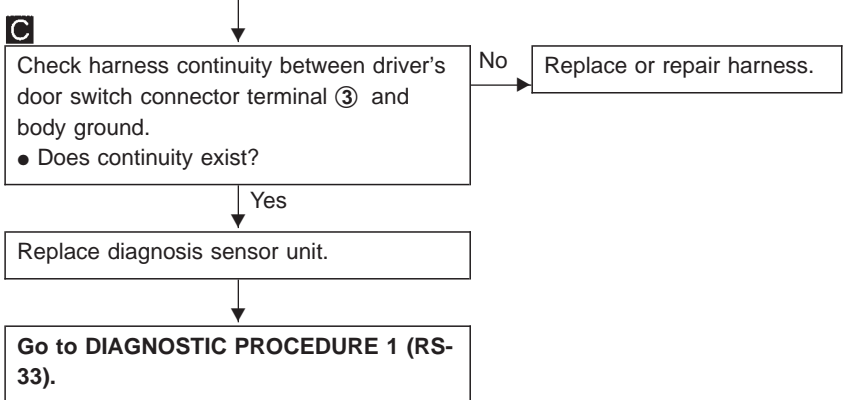 C
Check harness continuity between driver's
door switch connector terminal ③ and
body ground.
● Does continuity exist?
No
Replace or repair harness.
Yes
Replace diagnosis sensor unit.
Go to DIAGNOSTIC PROCEDURE 1 (RS-
33).